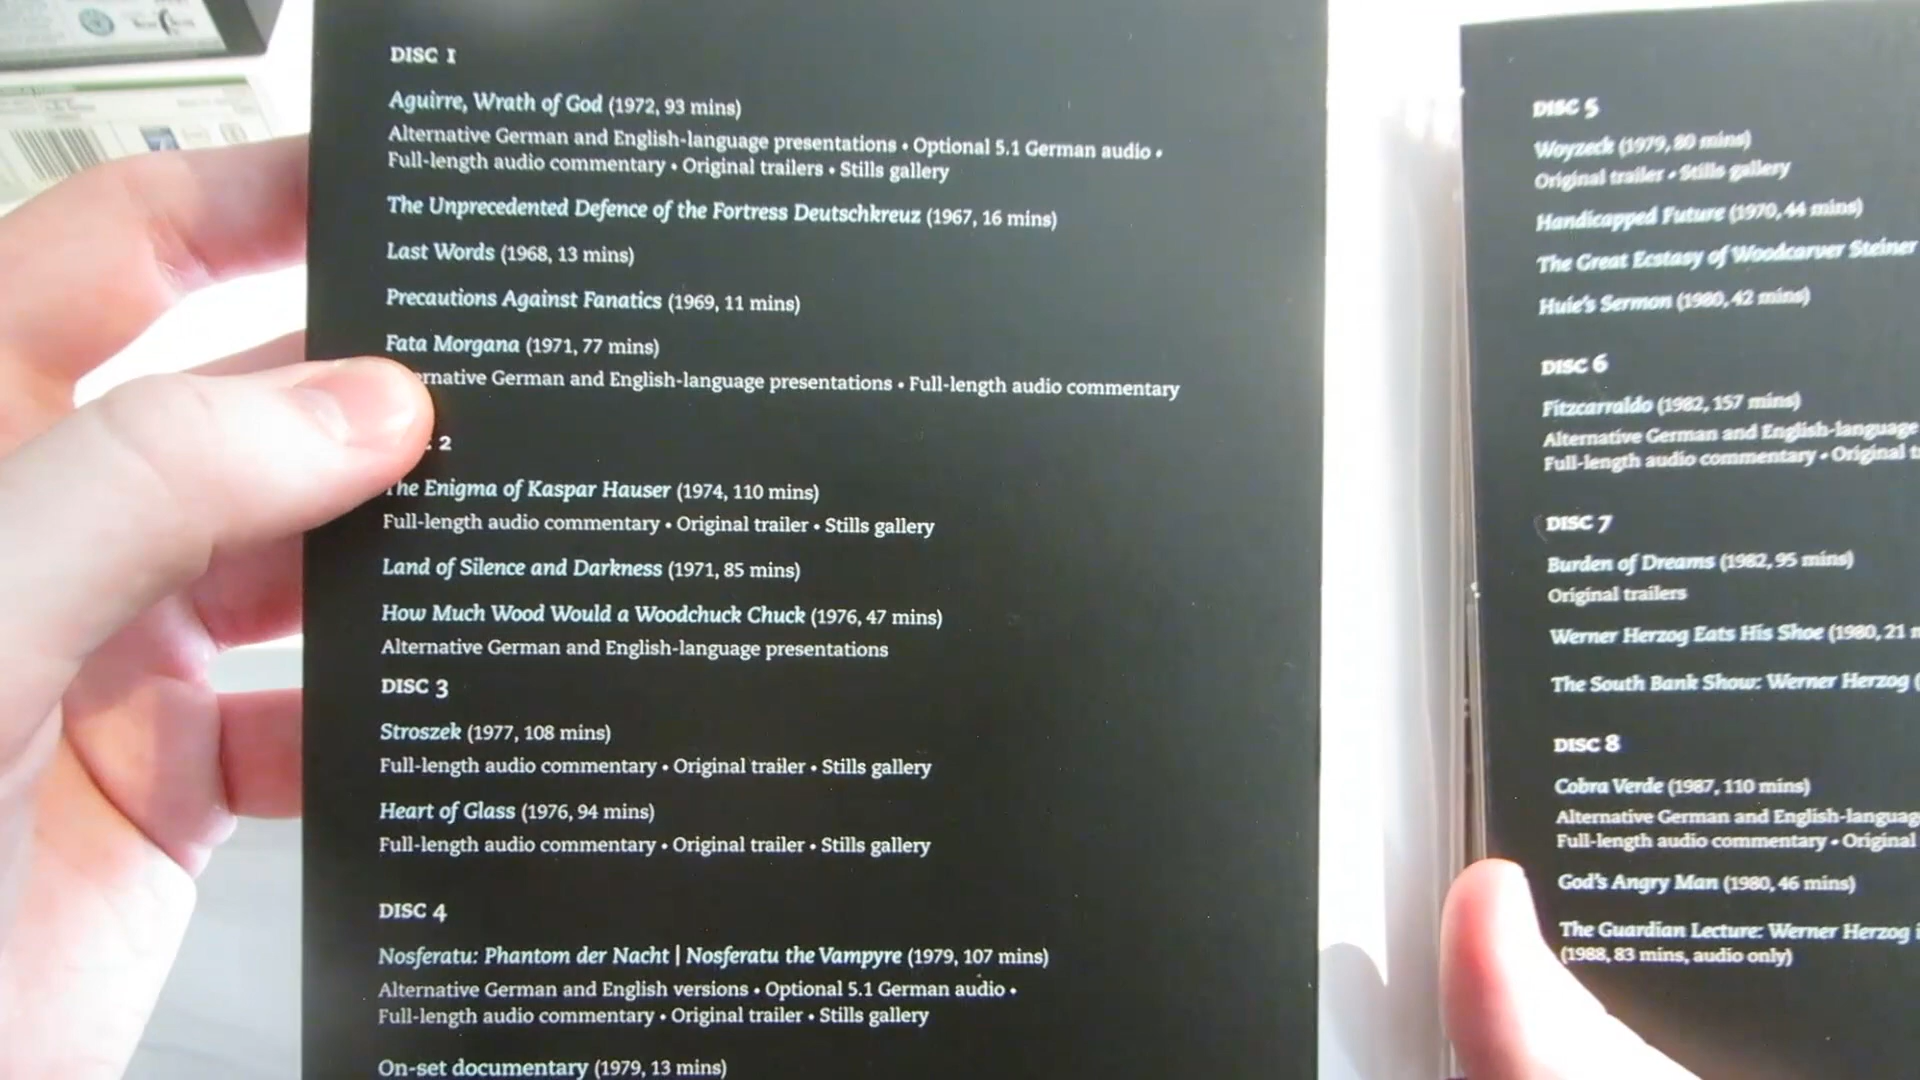 DISC 1
Aguirre, Wrath of God (1972, 93 mins)
Alternative German and English-language presentations • Optional 5.1 German audio •
Full-length audio commentary • Original trailers • Stills gallery
The Unprecedented Defence of the Fortress Deutschkreuz (1967, 16 mins)
Last Words (1968, 13 mins)
Precautions Against Fanatics (1969, 11 mins)
Fata Morgana (1971, 77 mins)
German and English-language presentations • Full-length audio commentary
2
The Enigma of Kaspar Hauser (1974, 110 mins)
Full-length audio commentary • Original trailer • Stills gallery
Land of Silence and Darkness (1971, 85 mins)
How Much Wood Would a Woodchuck Chuck (1976, 47 mins)
Alternative German and English-language presentations
DISC 3
Stroszek (1977, 108 mins)
Full-length audio commentary • Original trailer • Stills gallery
Heart of Glass (1976, 94 mins)
Full-length audio commentary • Original trailer • Stills gallery
DISC 4
Nosferatu: Phantom der Nacht | Nosferatu the Vampyre (1979, 107 mins)
Alternative German and English versions • Optional 5.1 German audio •
Full-length audio commentary • Original trailer • Stills gallery
On-set documentary (1979, 13 mins)
DISC 5
Woyzeck (1979, 80 mins)
Original trailer • Stills gallery
Handicapped Future (1970, 44 mins)
The Great Ecstasy of Woodcarver Steiner
Huie's Sermon (1980, 42 mins)
DISC 6
Fitzcarraldo (1982, 157 mins)
Alternative German and English-language
Full-length audio commentary • Original
DISC 7
Burden of Dreams (1982, 95 mins)
Original trailers
Werner Herzog Eats His Shoe (1980, 21
The South Bank Show: Werner Herzog (
DISC 8
Cobra Verde (1987, 110 mins)
Alternative German and English-languag
Full-length audio commentary • Original
God's Angry Man (1980, 46 mins)
The Guardian Lecture: Werner Herzog
(1988, 83 mins, audio only)